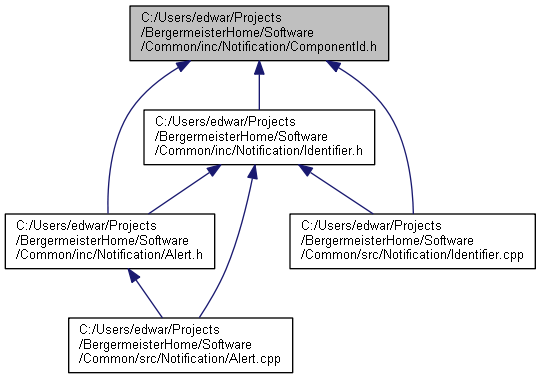 C:/Users/edwar/Projects
/BergermeisterHome/Software
/Common/inc/Notification/ComponentId.h
C:/Users/edwar/Projects
/BergermeisterHome/Software
/Common/inc/Notification/Identifier.h
C:/Users/edwar/Projects
/BergermeisterHome/Software
/Common/inc/Notification/Alert.h
C:/Users/edwar/Projects
/BergermeisterHome/Software
/Common/src/Notification/Identifier.cpp
C:/Users/edwar/Projects
/BergermeisterHome/Software
/Common/src/Notification/Alert.cpp